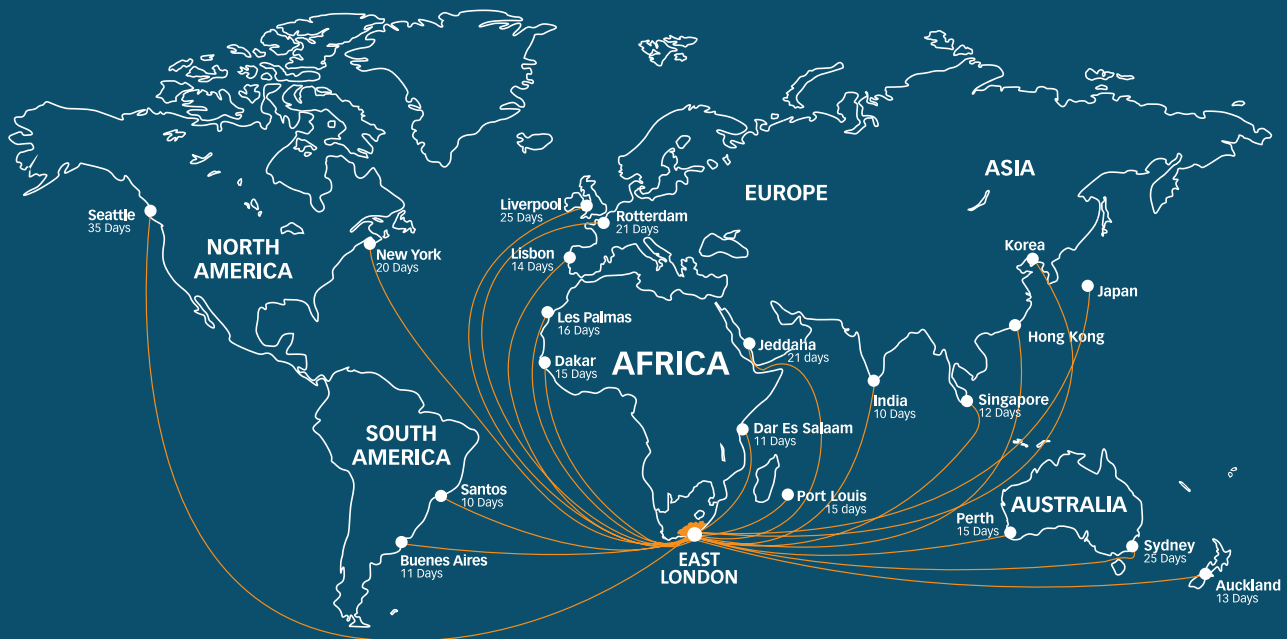 ASIA
EUROPE
Liverpool
25 Days
Rotterdam
21 Days
Seattle
35 Days
NORTH
AMERICA
New York
20 Days
Lisbon
14 Days
Korea
Japan
Les Palmas
16 Days
Hong Kong
Jeddaha
21 days
Dakar
15 Days
AFRICA
India
10 Days
Singapore
12 Days
SOUTH
AMERICA
Dar Es Salaam
11 Days
Santos
10 Days
Port Louis
15 days
AUSTRALIA
Perth
15 Days
Buenes Aires
11 Days
EAST
LONDON
Sydney
25 Days
Auckland
13 Days